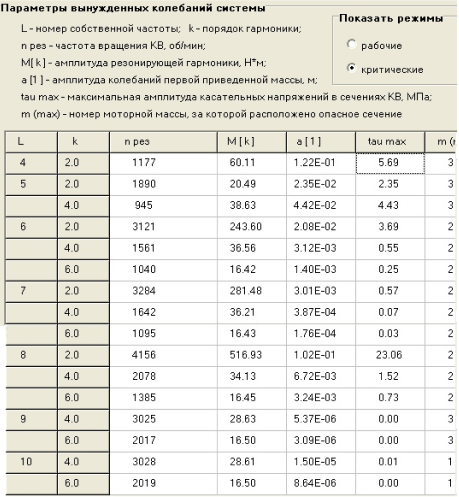 Параметры вынужденных колебаний системы
Показать режимы
L - номер собственной частоты; k - порядок гармоники;
n рез - частота вращения КВ, об/мин;
рабочие
M[ k ] - амплитуда резонирующей гармоники, Н*м;
a [1 ] - амплитуда колебаний первой приведенной массы, м;
критические
tau max - максимальная амплитуда касательных напряжений в сечениях КВ, МПа;
m (max) - номер моторной массы, за которой расположено опасное сечение
L k n рез M [ k ] a [ 1 ] tau max m (
4 2.0 1177 60.11 1.22E-01 5.69 3
5 2.0 1890 20.49 2.35E-02 2.35 3
4.0 945 38.63 4.42E-02 4.43 3
6 2.0 3121 243.60 2.08E-02 3.69 2
4.0 1561 36.56 3.12E-03 0.55 2
6.0 1040 16.42 1.40E-03 0.25 2
7 2.0 3284 281.48 3.01E-03 0.57 2
4.0 1642 36.21 3.87E-04 0.07 2
6.0 1095 16.43 1.76E-04 0.03 2
8 2.0 4156 516.93 1.02E-01 23.06 2
4.0 2078 34.13 6.72E-03 1.52 2
6.0 1385 16.45 3.24E-03 0.73 2
9 4.0 3025 28.63 5.37E-06 0.00 3
6.0 2017 16.50 3.09E-06 0.00 3
10 4.0 3028 28.61 1.50E-05 0.01 1
6.0 2019 16.50 8.64E-06 0.00 1